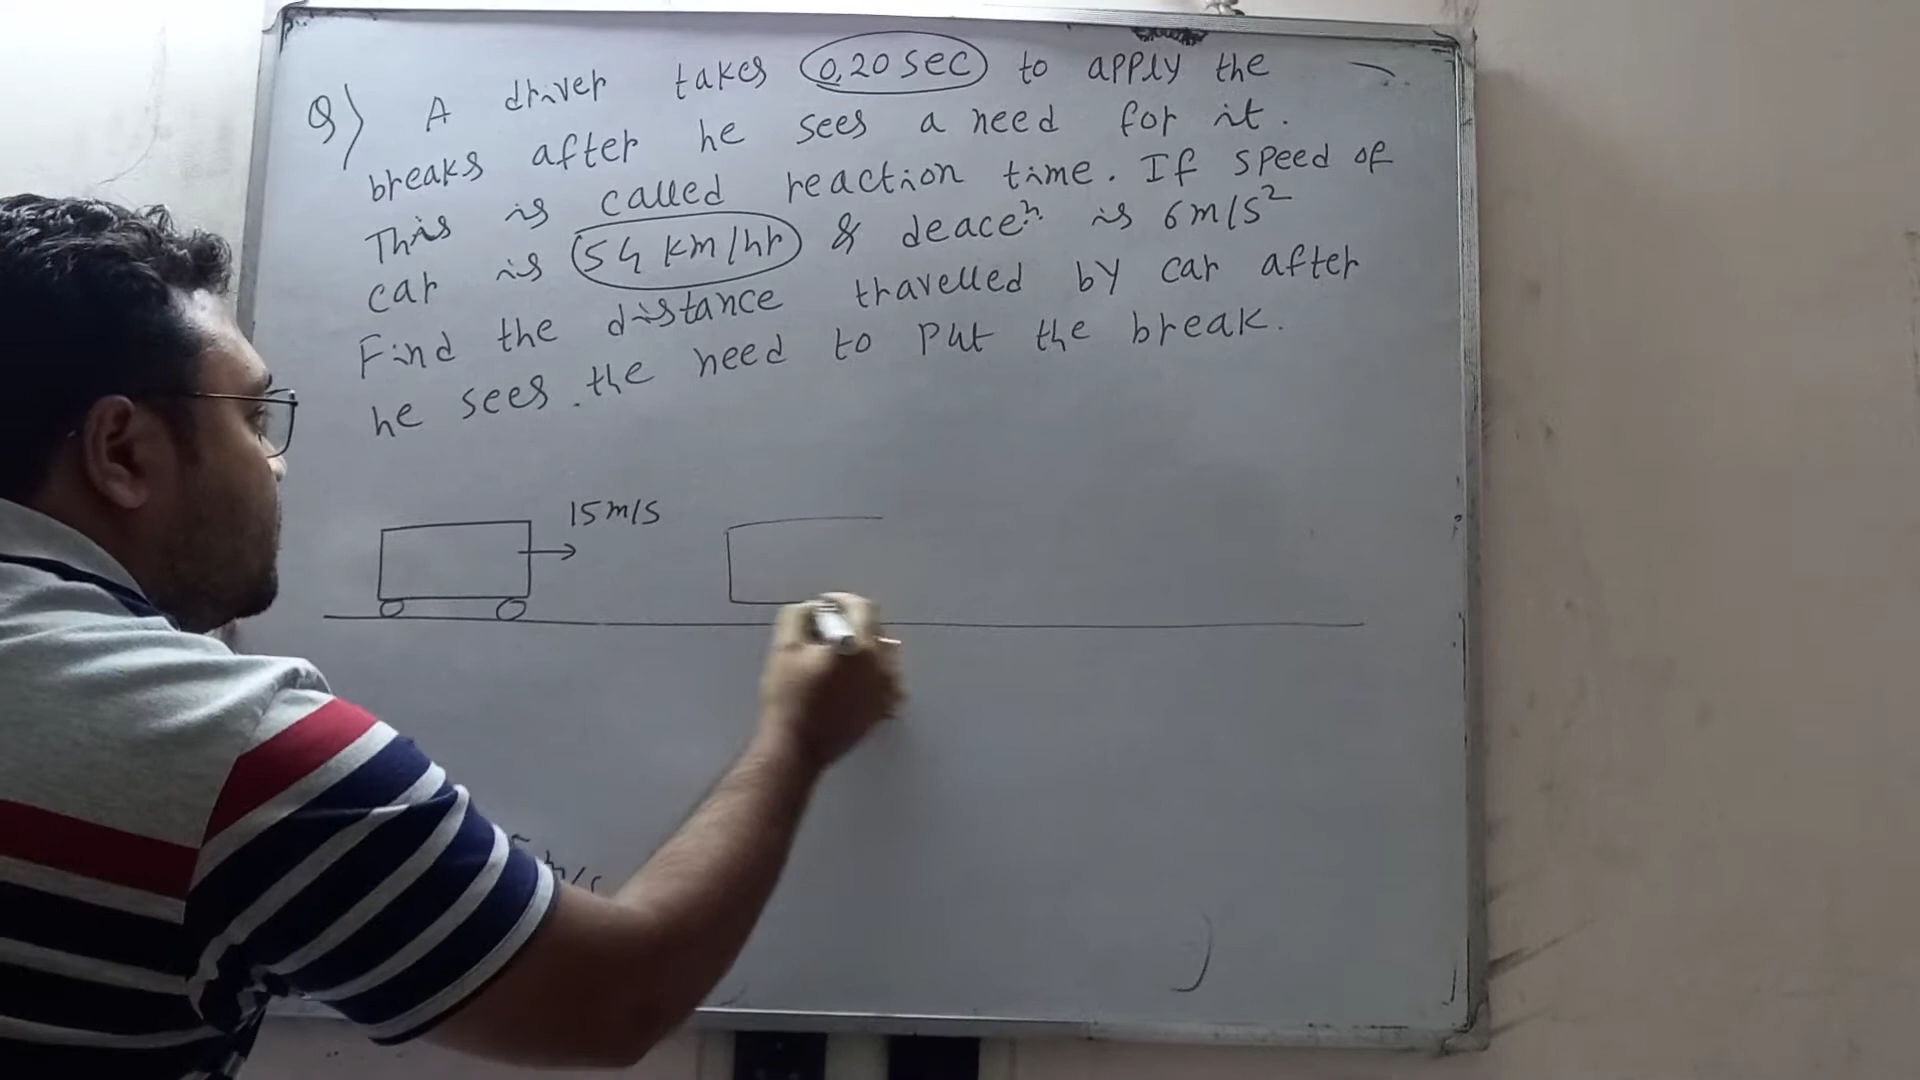 Q) A driver takes 0.20 sec to apply the
breaks after he sees a need for it.
This is called reaction time. If speed of
car is 54 km/hr & deaceⁿ is 6m/s²
Find the distance travelled by car after
he sees the need to put the break.
15m/s